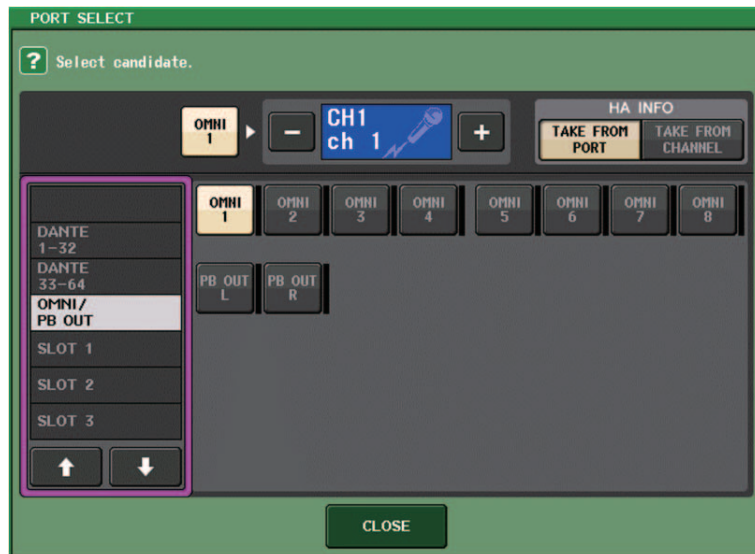 PORT SELECT
? Select candidate.
OMNI
1
−
CH1
ch 1
+
HA INFO
TAKE FROM
PORT
TAKE FROM
CHANNEL
DANTE
1-32
DANTE
33-64
OMNI/
PB OUT
SLOT 1
SLOT 2
SLOT 3
OMNI
1
OMNI
2
OMNI
3
OMNI
4
OMNI
5
OMNI
6
OMNI
7
OMNI
8
PB OUT
L
PB OUT
R
CLOSE